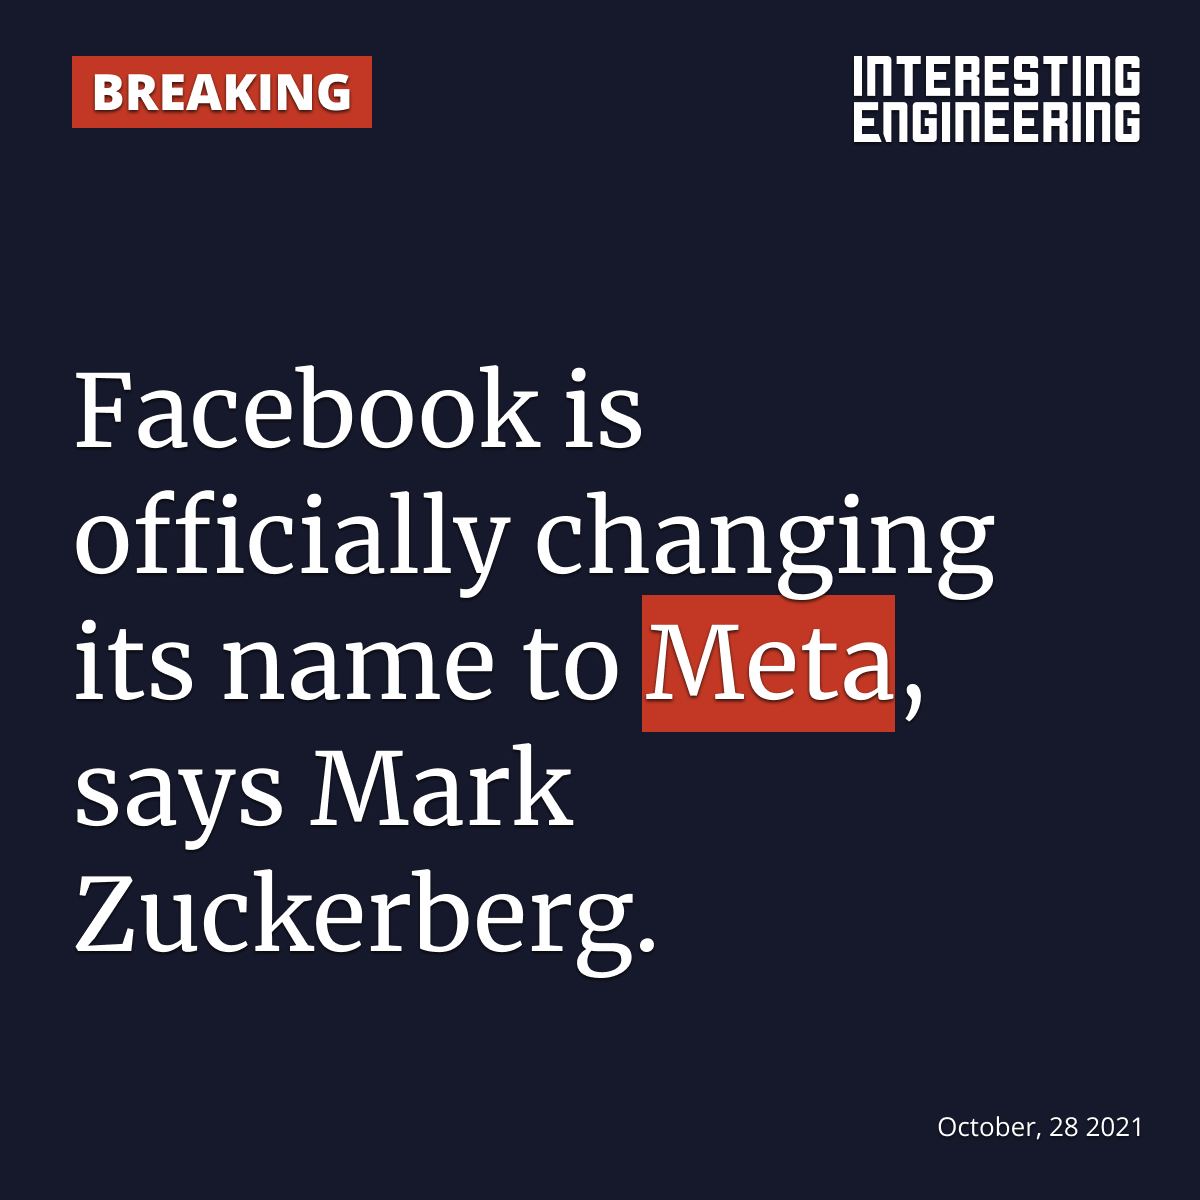 BREAKING
INTERESTING
ENGINEERING
Facebook is
officially changing
its name to Meta,
says Mark
Zuckerberg.
October, 28 2021